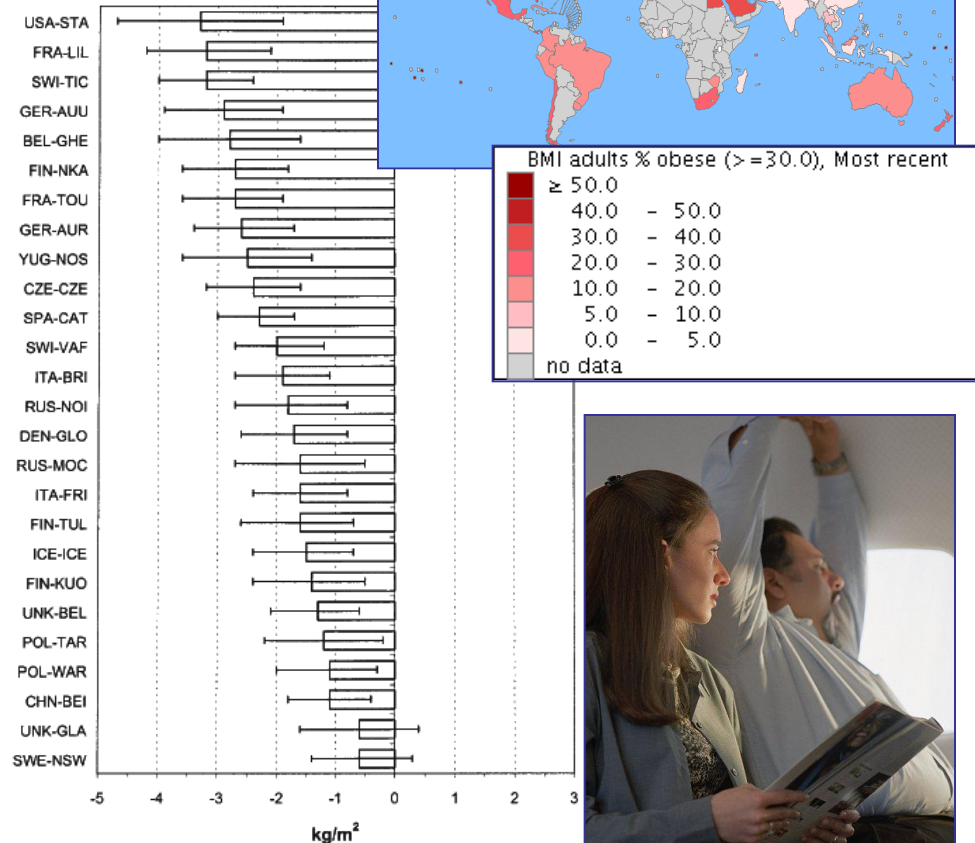 USA-STA
FRA-LIL
SWI-TIC
GER-AUU
BEL-GHE
FIN-NKA
FRA-TOU
GER-AUR
YUG-NOS
CZE-CZE
SPA-CAT
SWI-VAF
ITA-BRI
RUS-NOI
DEN-GLO
RUS-MOC
ITA-FRI
FIN-TUL
ICE-ICE
FIN-KUO
UNK-BEL
POL-TAR
POL-WAR
CHN-BEI
UNK-GLA
SWE-NSW
-5 -4 -3 -2 -1 0 1 2 3
kg/m²
BMI adults % obese (>=30.0), Most recent
≥ 50.0
40.0 - 50.0
30.0 - 40.0
20.0 - 30.0
10.0 - 20.0
5.0 - 10.0
0.0 - 5.0
no data